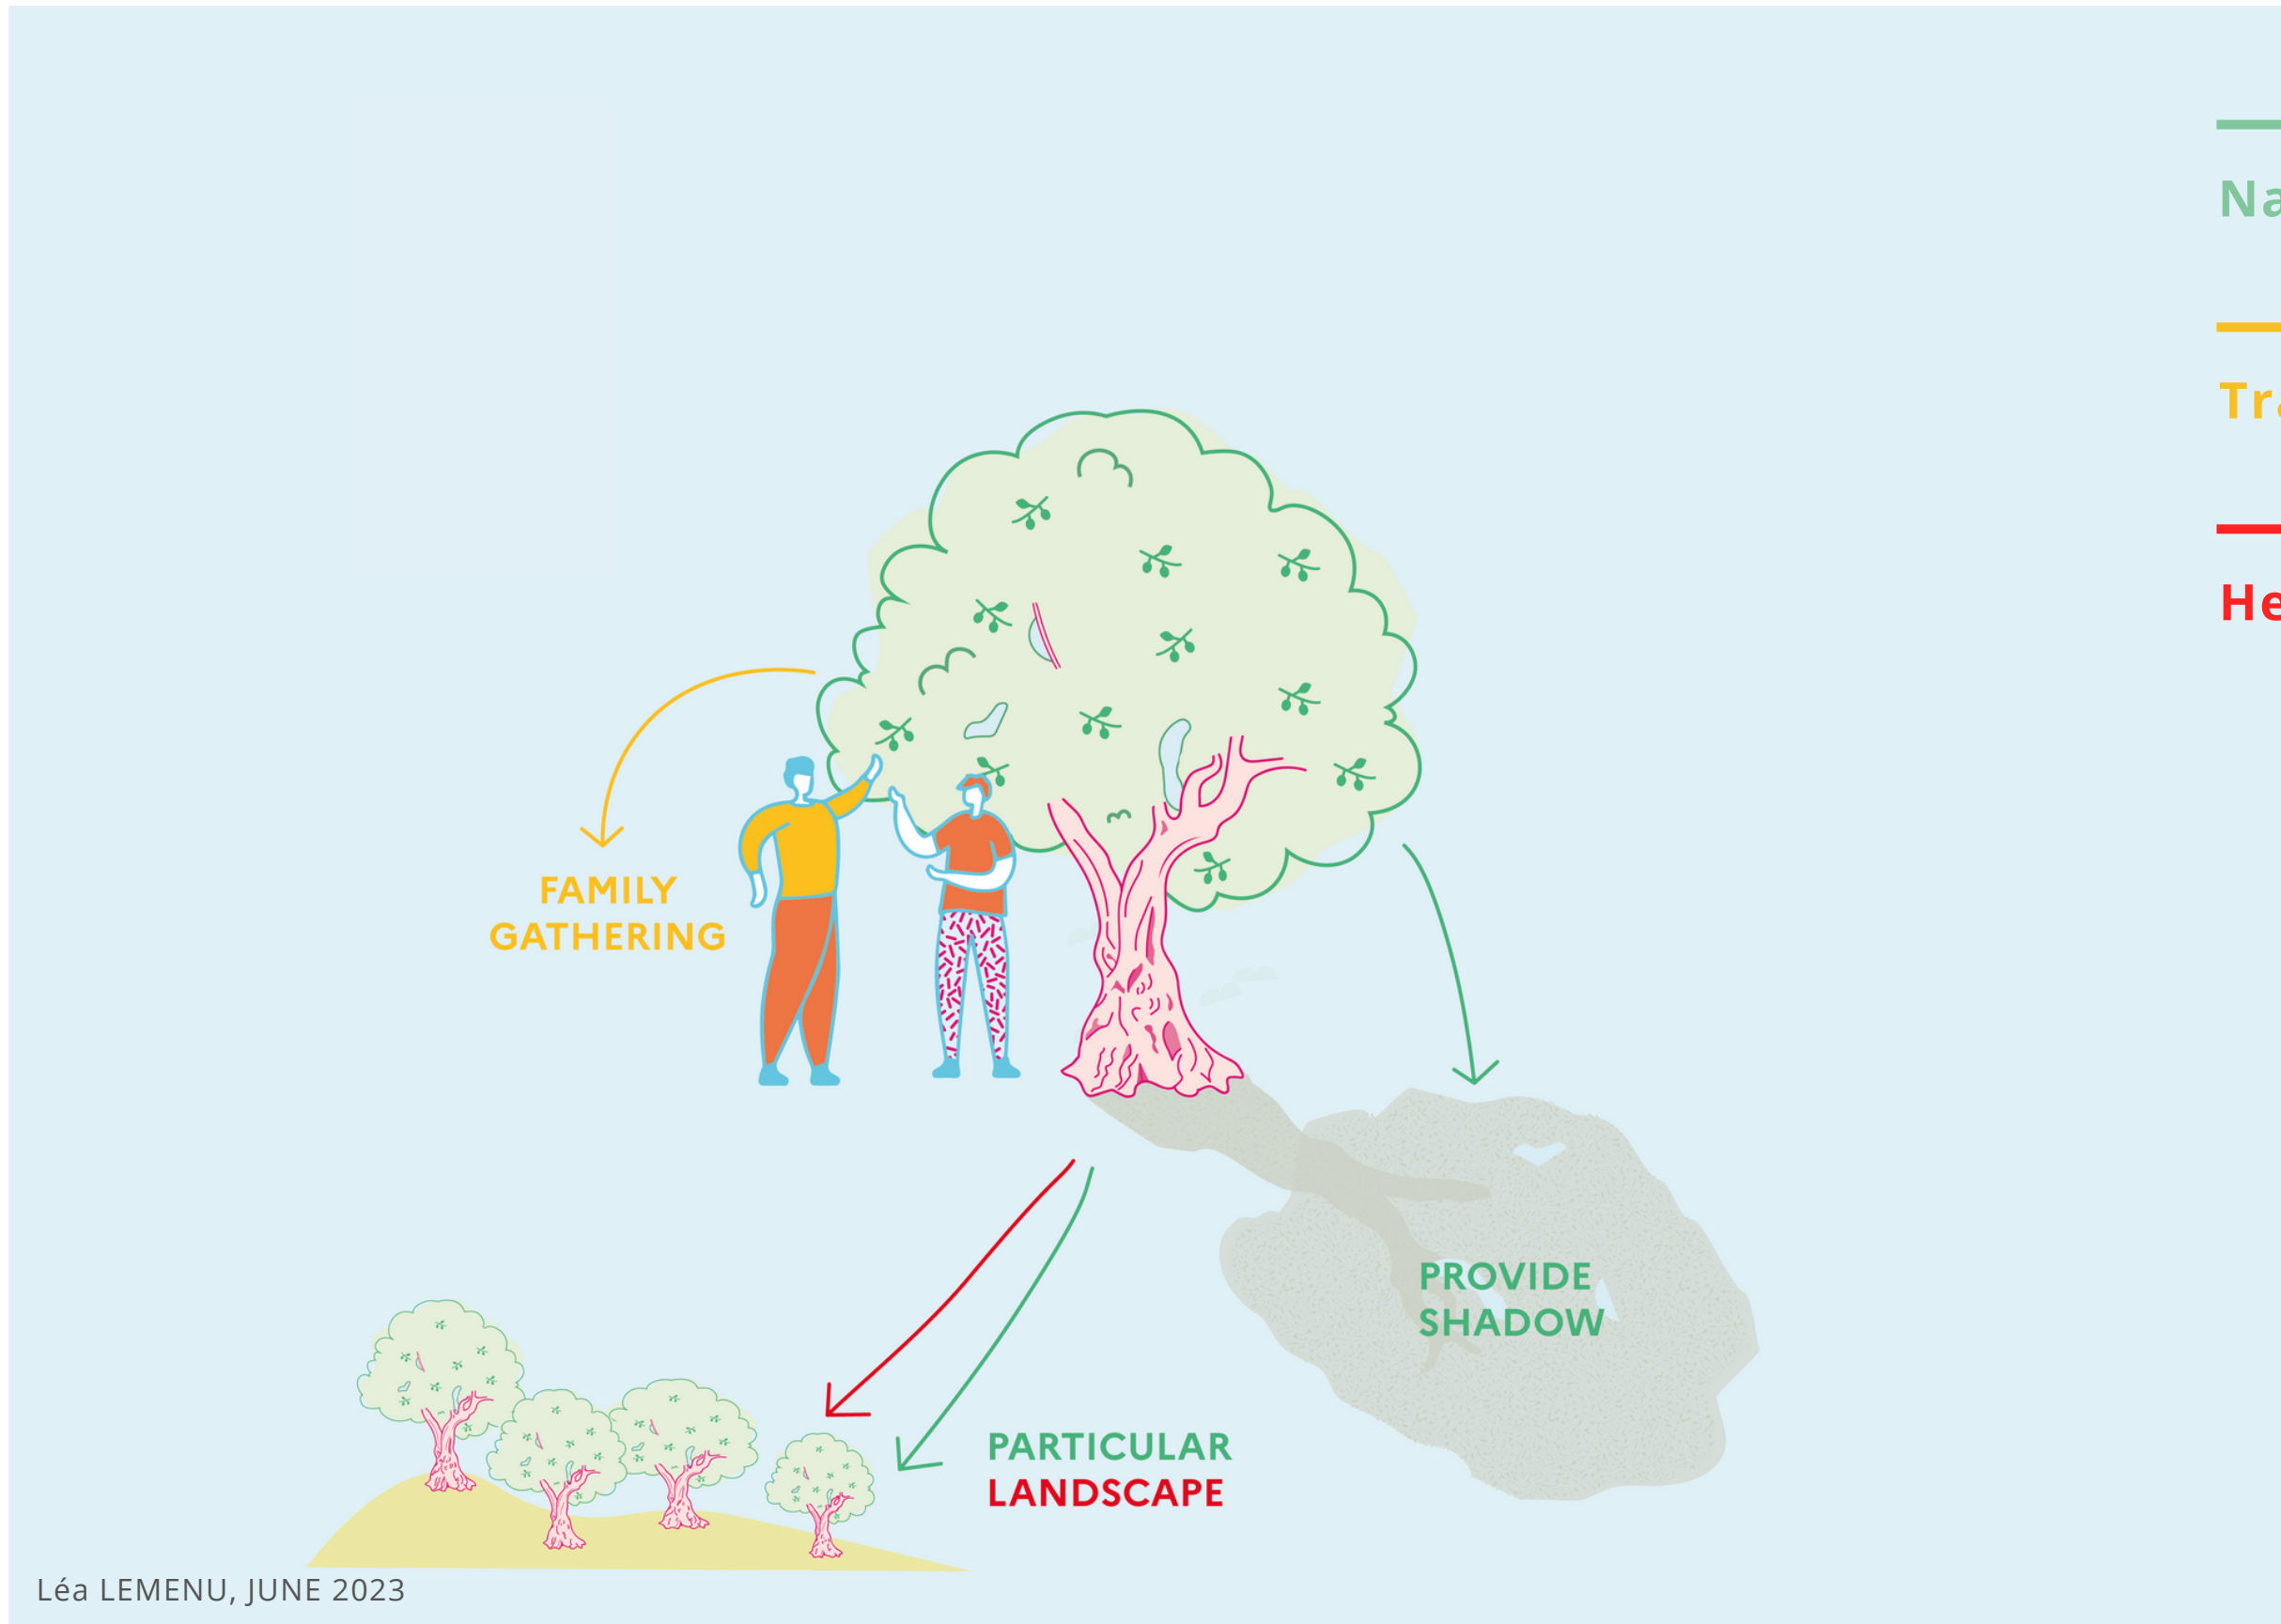 FAMILY
GATHERING
PROVIDE
SHADOW
PARTICULAR
LANDSCAPE
Léa LEMENU, JUNE 2023